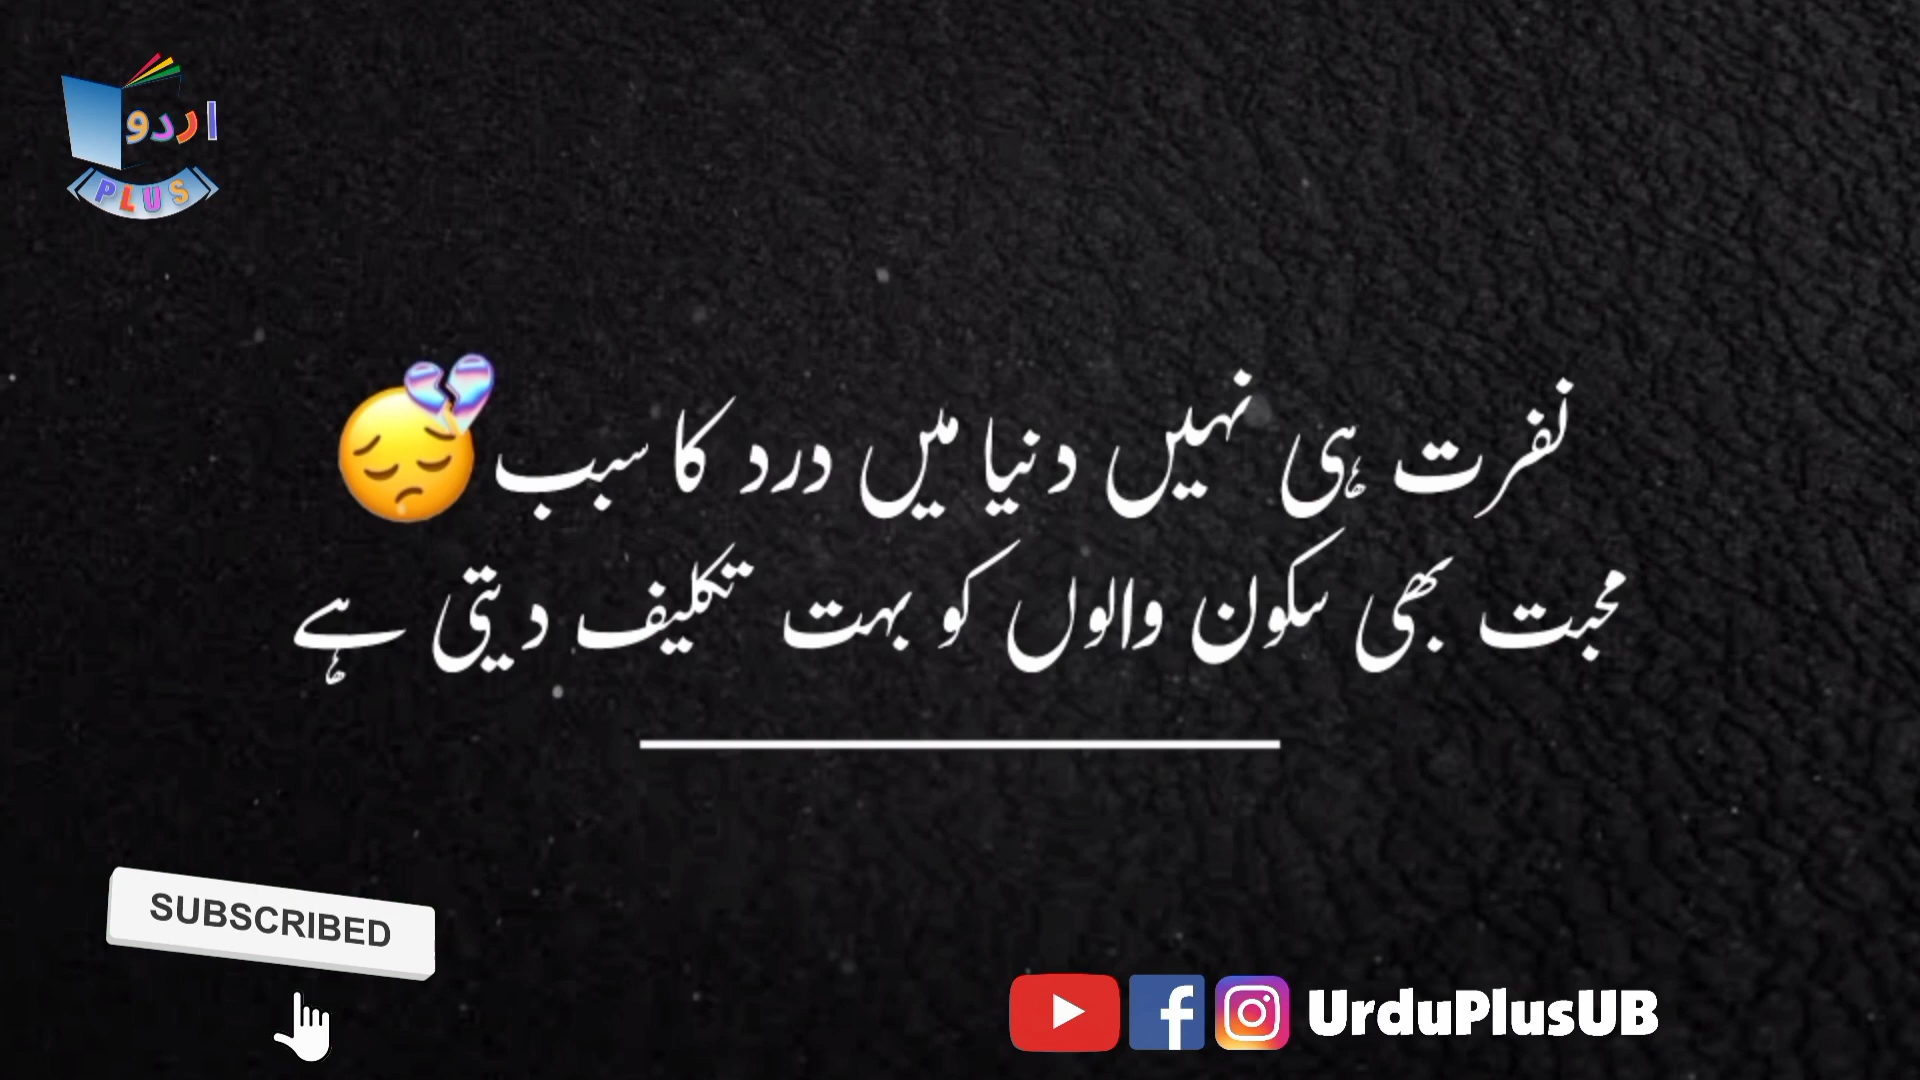 اردو
PLUS
نفرت ہی نہیں دنیا میں درد کا سبب
محبت بھی سکون والوں کو بہت تکلیف دیتی ہے
SUBSCRIBED
UrduPlusUB